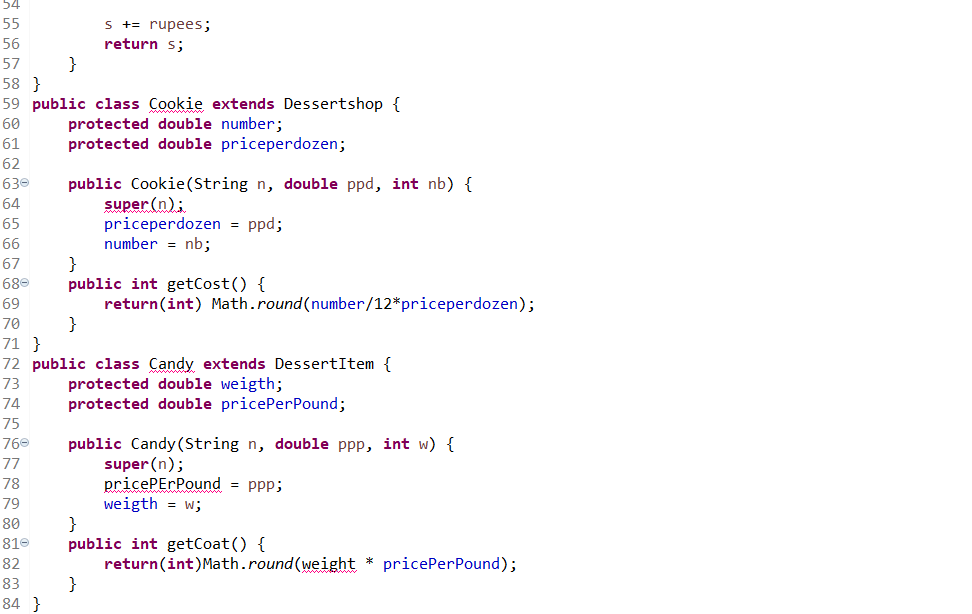 54
55 s += rupees;
56 return s;
57 }
58 }
59 public class Cookie extends Dessertshop {
60 protected double number;
61 protected double priceperdozen;
62
63 public Cookie(String n, double ppd, int nb) {
64 super(n);
65 priceperdozen = ppd;
66 number = nb;
67 }
68 public int getCost() {
69 return(int) Math.round(number/12*priceperdozen);
70 }
71 }
72 public class Candy extends DessertItem {
73 protected double weigth;
74 protected double pricePerPound;
75
76 public Candy(String n, double ppp, int w) {
77 super(n);
78 pricePErPound = ppp;
79 weigth = w;
80 }
81 public int getCoat() {
82 return(int)Math.round(weight * pricePerPound);
83 }
84 }